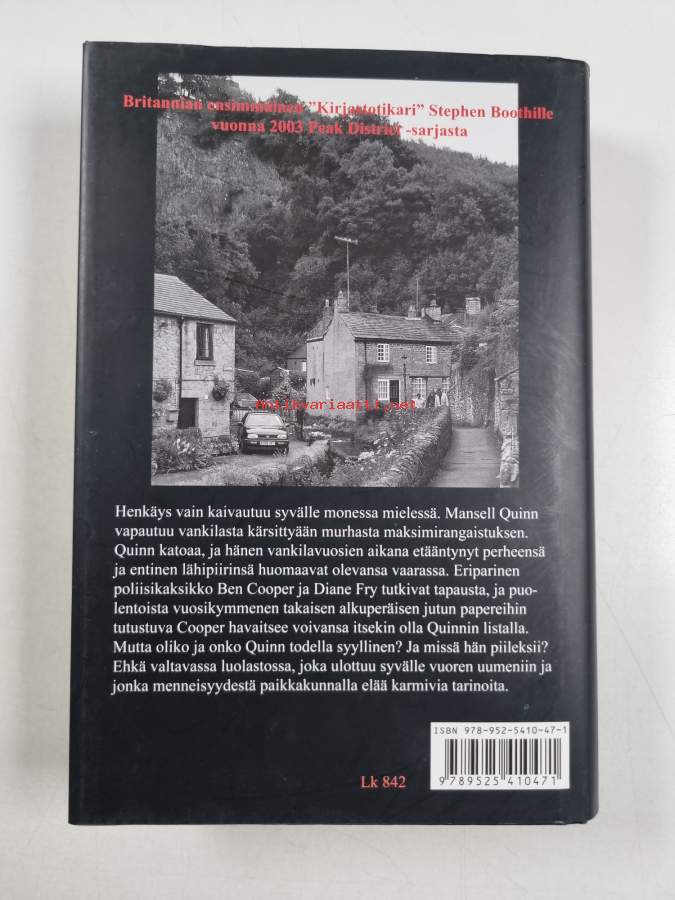 Britannian ensimmäinen ”Kirjastotikari” Stephen Boothille
vuonna 2003 Peak District -sarjasta
antikvariaatti.net
Henkäys vain kaivautuu syvälle monessa mielessä. Mansell Quinn
vapautuu vankilasta kärsittyään murhasta maksimirangaistuksen.
Quinn katoaa, ja hänen vankilavuosien aikana etääntynyt perheensä
ja entinen lähipiirinsä huomaavat olevansa vaarassa. Eriparinen
poliisikaksikko Ben Cooper ja Diane Fry tutkivat tapausta, ja puo-
lentoista vuosikymmenen takaisen alkuperäisen jutun papereihin
tutustuva Cooper havaitsee voivansa itsekin olla Quinnin listalla.
Mutta oliko ja onko Quinn todella syyllinen? Ja missä hän piileksii?
Ehkä valtavassa luolastossa, joka ulottuu syvälle vuoren uumeniin ja
jonka menneisyydestä paikkakunnalla elää karmivia tarinoita.
ISBN 978-952-5410-47-1
Lk 842
9 789525 410471